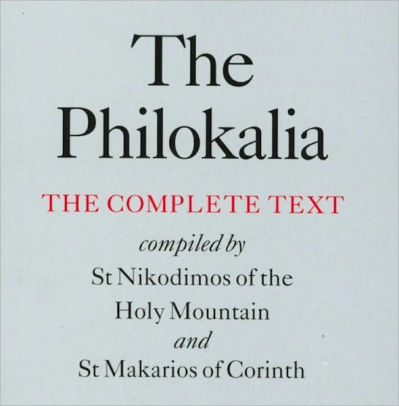 The
Philokalia
THE COMPLETE TEXT
compiled by
St Nikodimos of the
Holy Mountain
and
St Makarios of Corinth